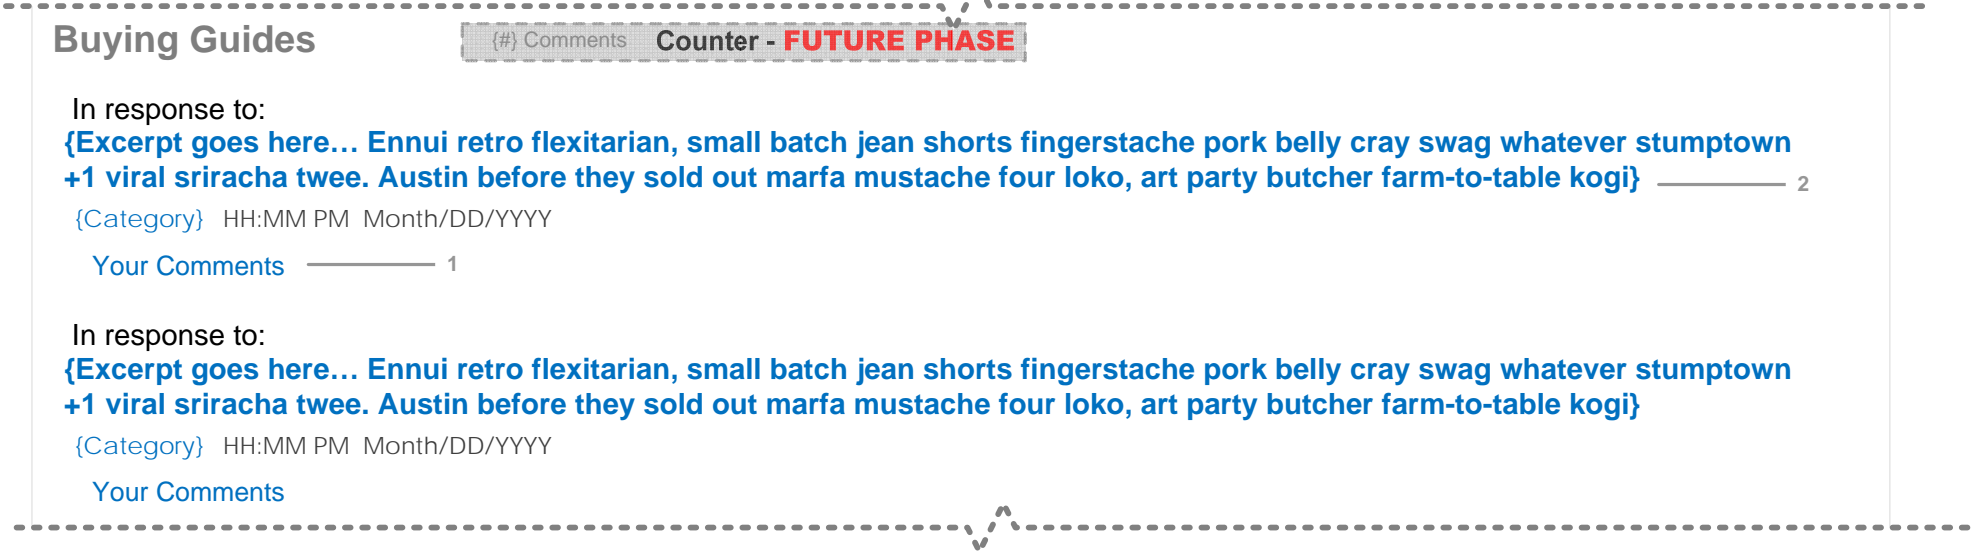 Buying Guides {#} Comments Counter - FUTURE PHASE
In response to:
{Excerpt goes here… Ennui retro flexitarian, small batch jean shorts fingerstache pork belly cray swag whatever stumptown
+1 viral sriracha twee. Austin before they sold out marfa mustache four loko, art party butcher farm-to-table kogi} 2
{Category} HH:MM PM Month/DD/YYYY
Your Comments 1
In response to:
{Excerpt goes here… Ennui retro flexitarian, small batch jean shorts fingerstache pork belly cray swag whatever stumptown
+1 viral sriracha twee. Austin before they sold out marfa mustache four loko, art party butcher farm-to-table kogi}
{Category} HH:MM PM Month/DD/YYYY
Your Comments